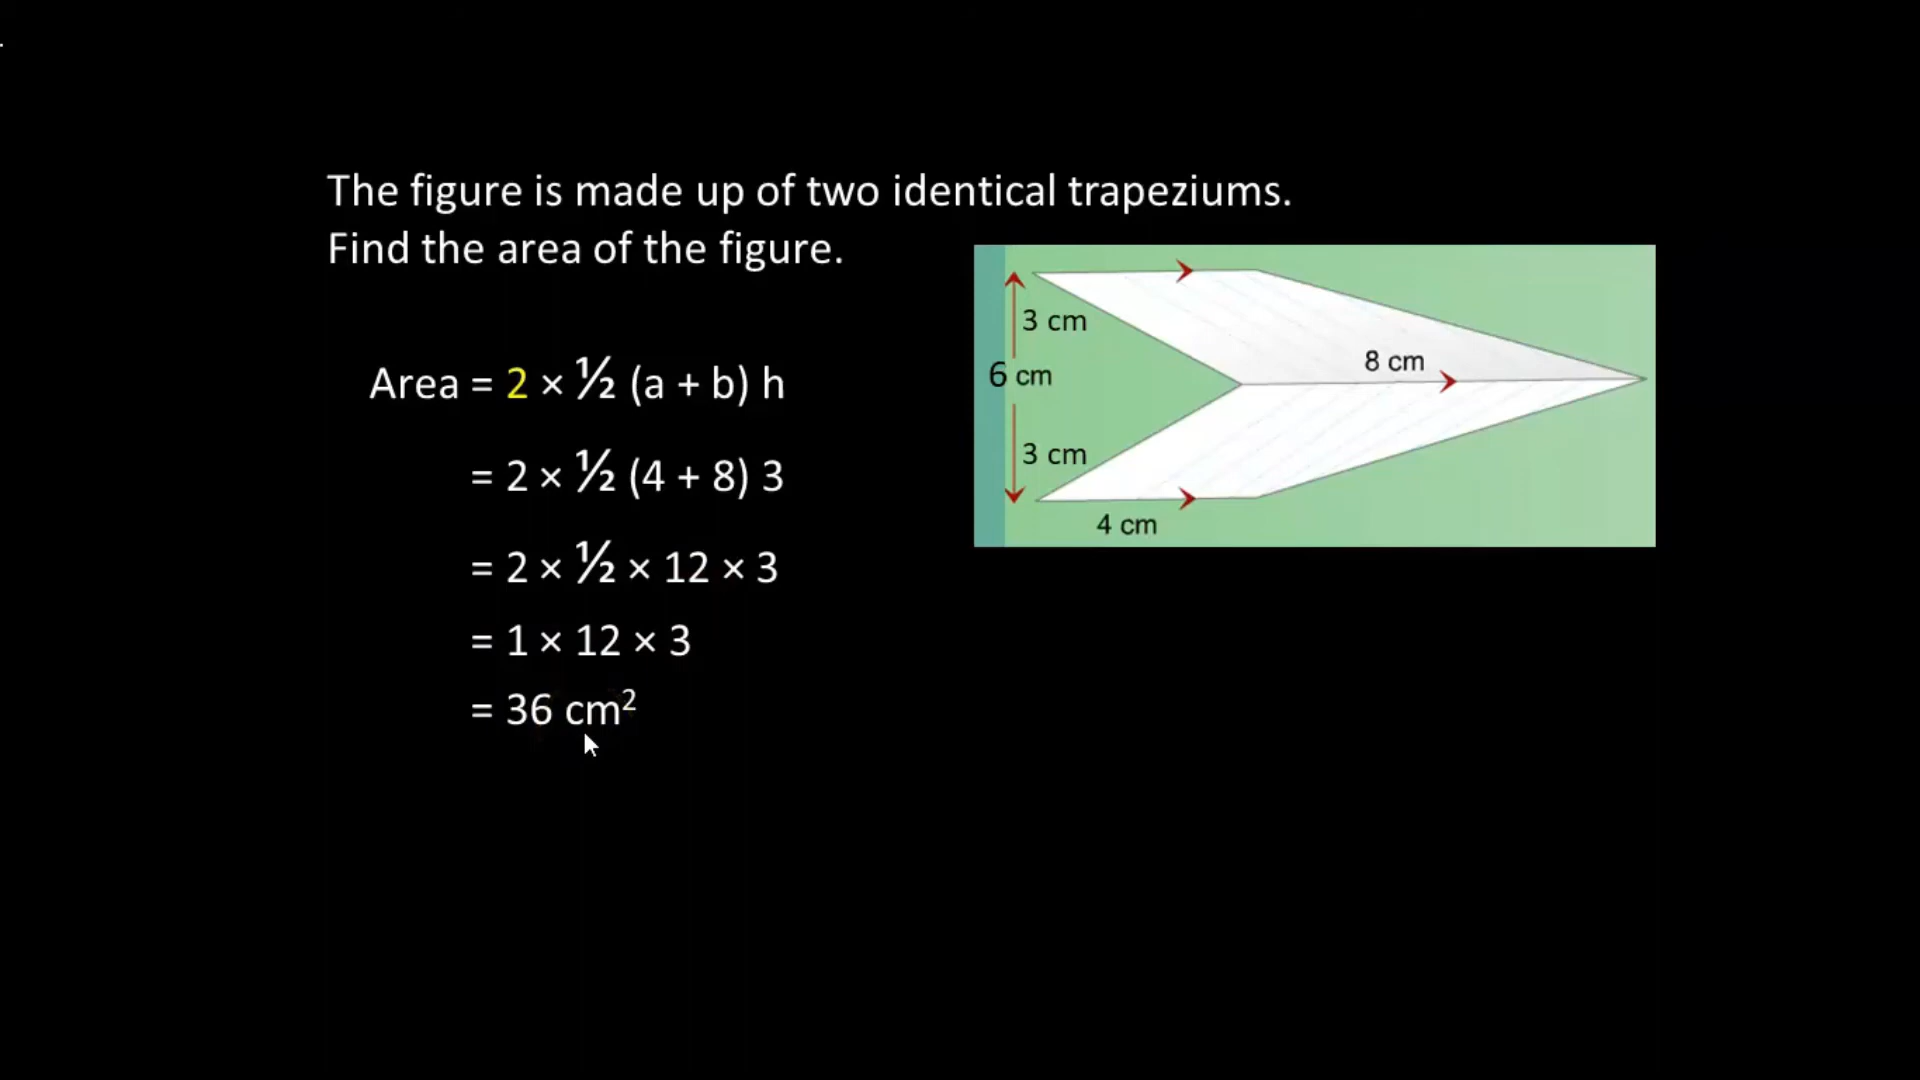 The figure is made up of two identical trapeziums.
Find the area of the figure.
Area = 2 × ½ (a + b) h
= 2 × ½ (4 + 8) 3
= 2 × ½ × 12 × 3
= 1 × 12 × 3
= 36 cm²
3 cm
8 cm
6 cm
3 cm
4 cm